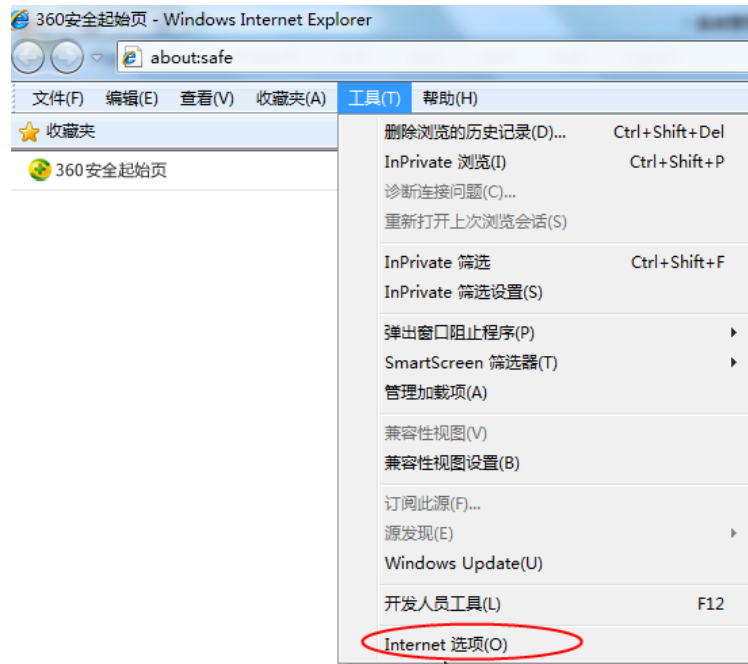 360安全起始页 - Windows Internet Explorer
about:safe
文件(F) 编辑(E) 查看(V) 收藏夹(A) 工具(T) 帮助(H)
收藏夹
360安全起始页
删除浏览的历史记录(D)... Ctrl+Shift+Del
InPrivate 浏览(I) Ctrl+Shift+P
诊断连接问题(C)...
重新打开上次浏览会话(S)
InPrivate 筛选 Ctrl+Shift+F
InPrivate 筛选设置(S)
弹出窗口阻止程序(P)
SmartScreen 筛选器(T)
管理加载项(A)
兼容性视图(V)
兼容性视图设置(B)
订阅此源(F)...
源发现(E)
Windows Update(U)
开发人员工具(L) F12
Internet 选项(O)